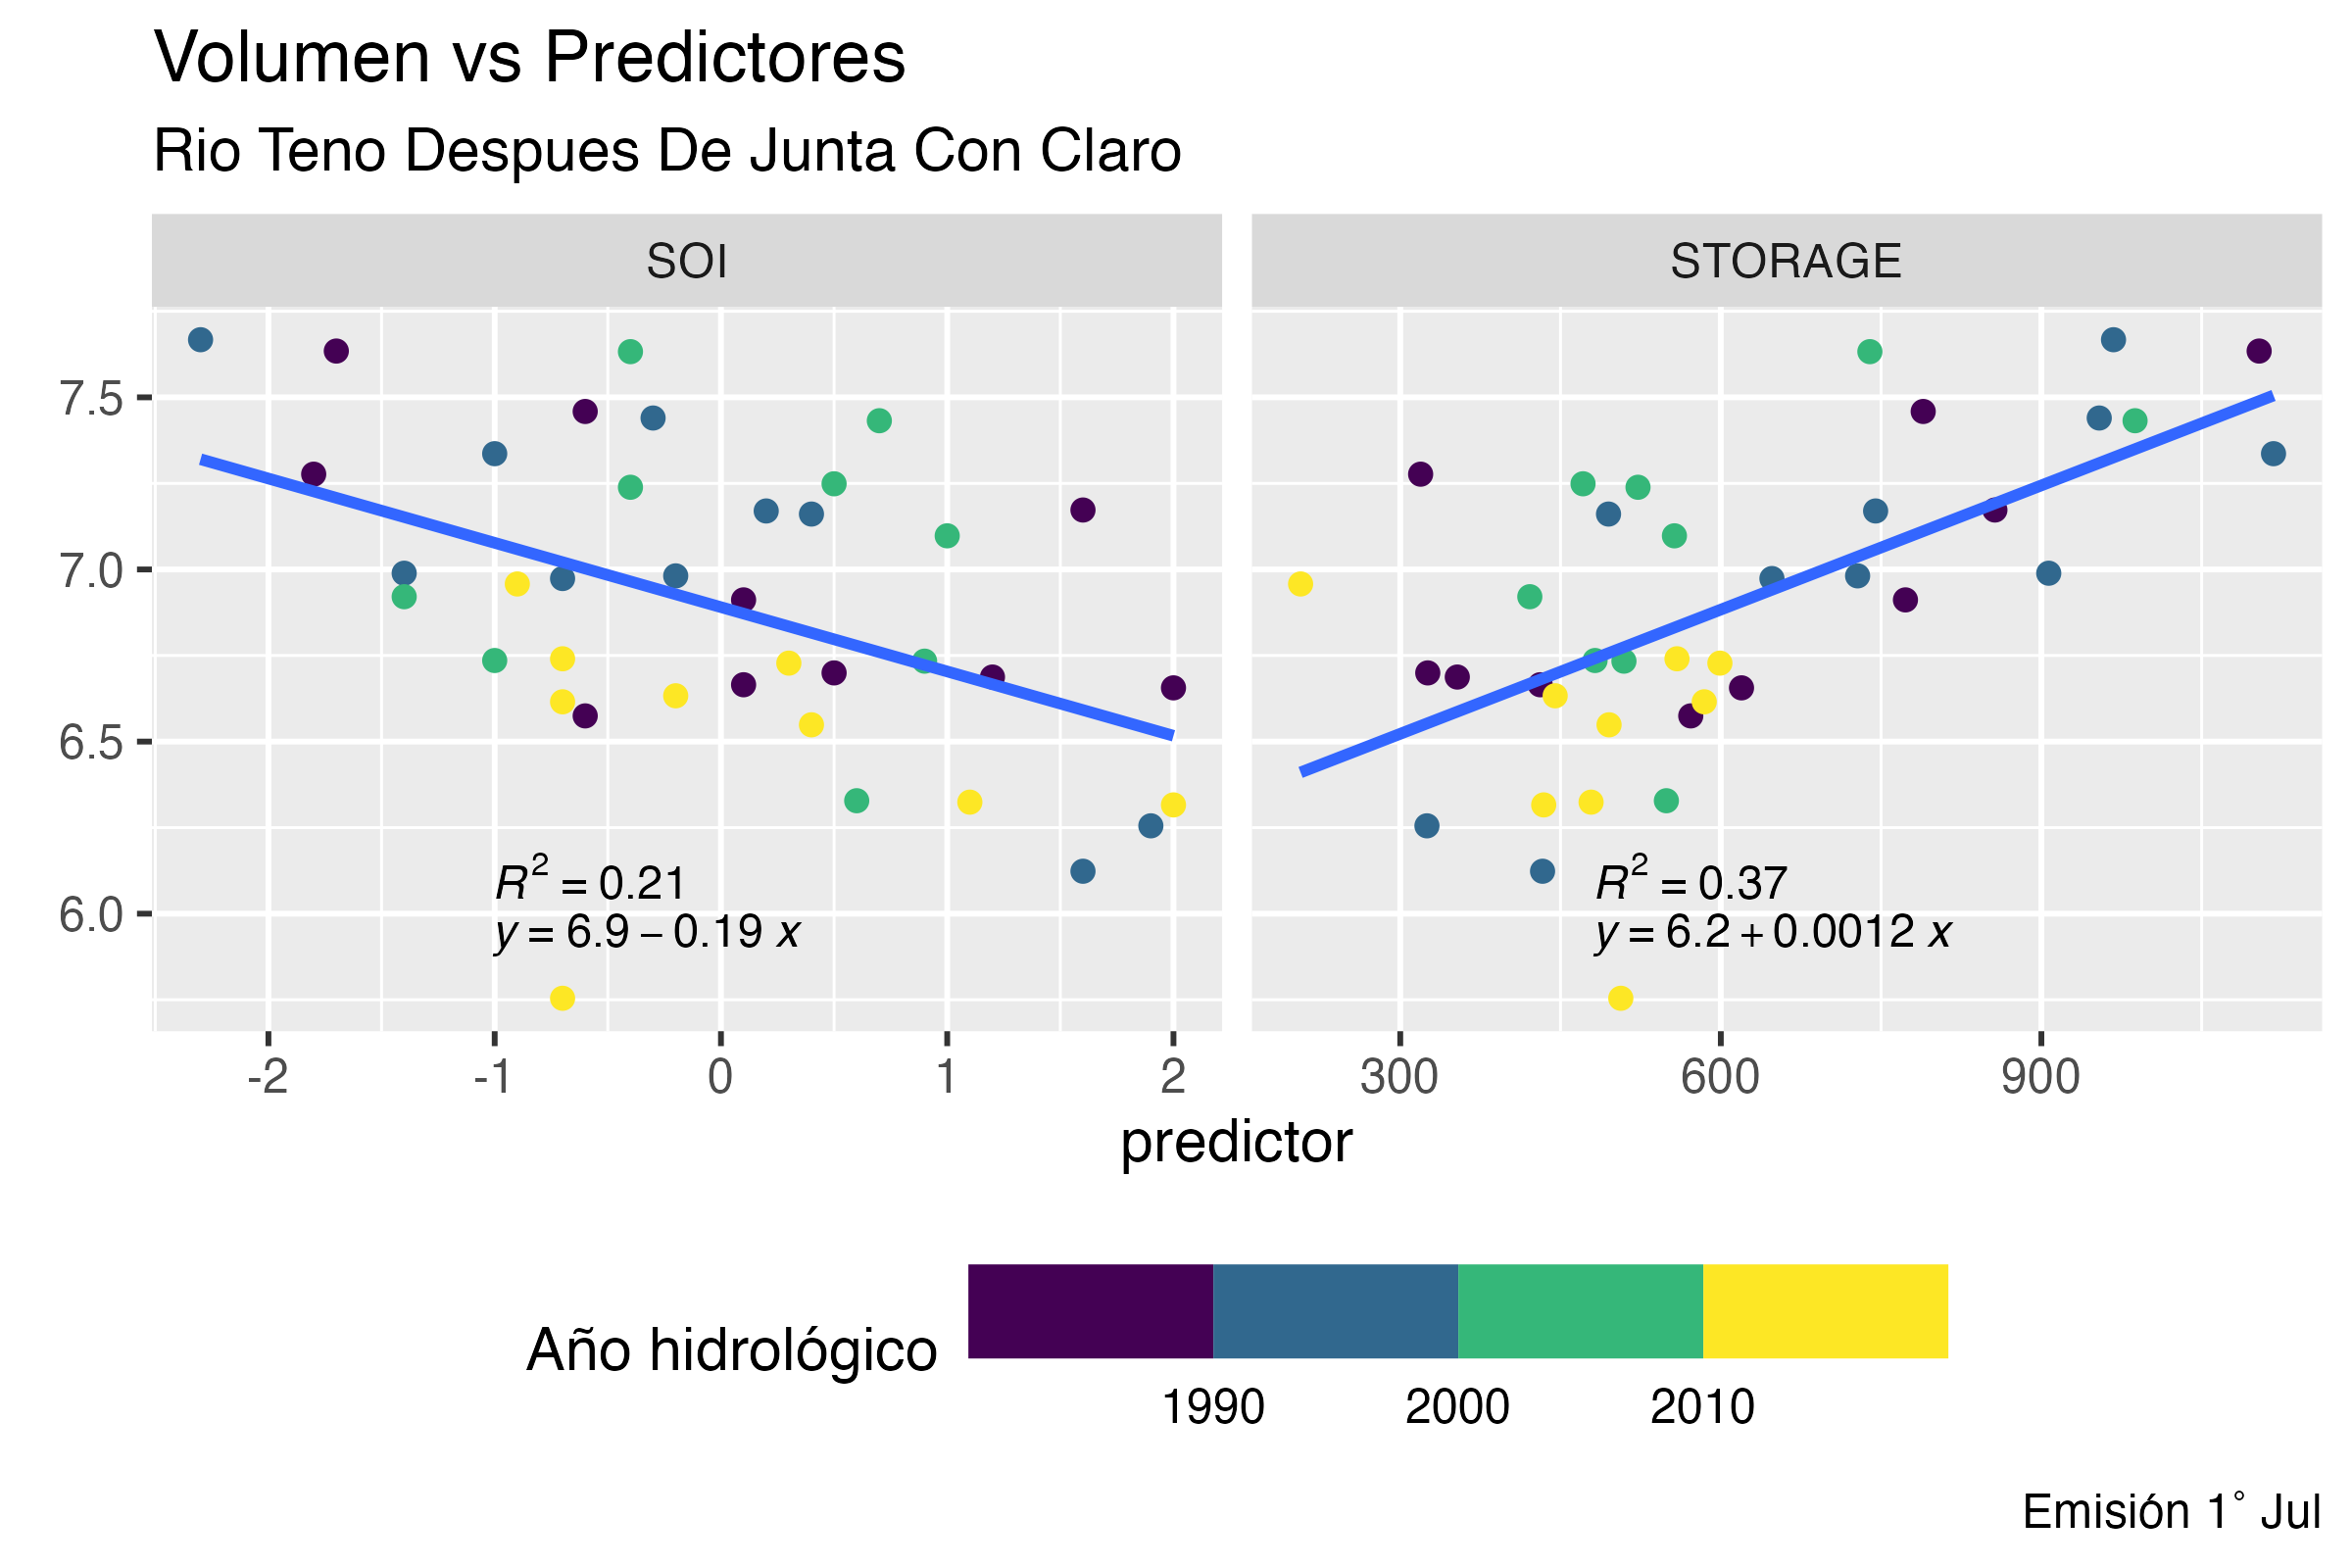 Volumen vs Predictores
Rio Teno Despues De Junta Con Claro
SOI
STORAGE
7.5
7.0
6.5
6.0
R² = 0.21
y = 6.9 − 0.19 x
R² = 0.37
y = 6.2 + 0.0012 x
-2 -1 0 1 2
300 600 900
predictor
Año hidrológico
1990 2000 2010
Emisión 1° Jul